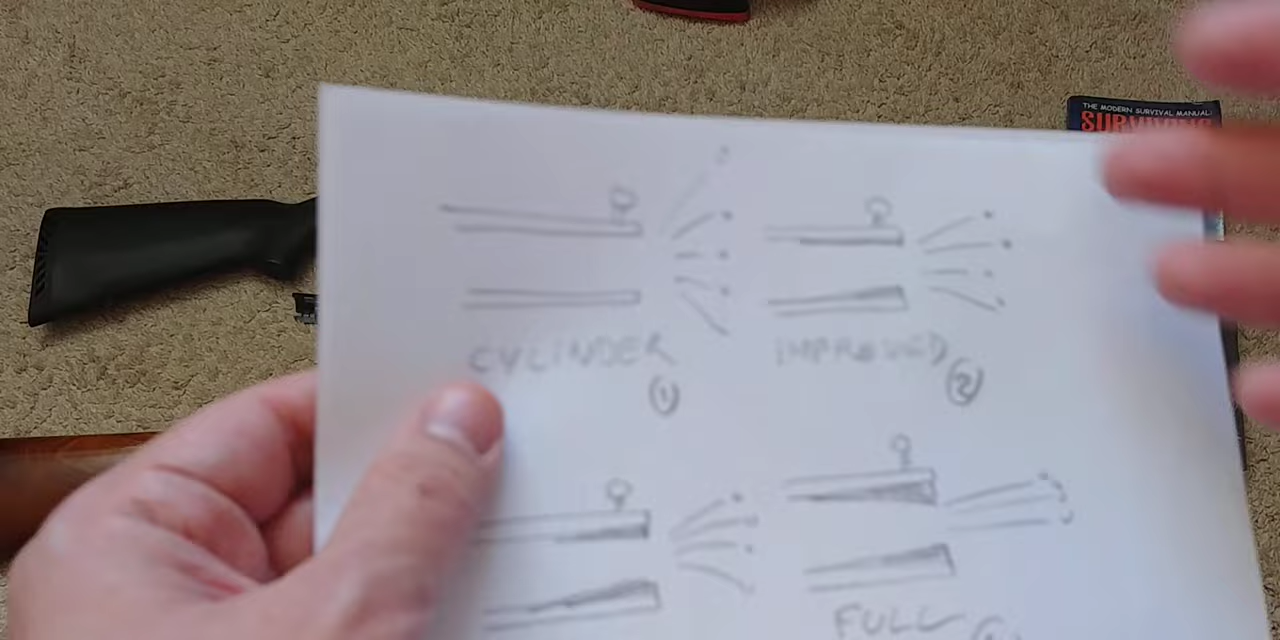 THE MODERN SURVIVAL MANUAL:
CYLINDER
①
IMPROVED
②
FULL